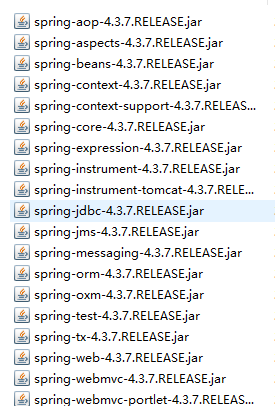 spring-aop-4.3.7.RELEASE.jar
spring-aspects-4.3.7.RELEASE.jar
spring-beans-4.3.7.RELEASE.jar
spring-context-4.3.7.RELEASE.jar
spring-context-support-4.3.7.RELEAS...
spring-core-4.3.7.RELEASE.jar
spring-expression-4.3.7.RELEASE.jar
spring-instrument-4.3.7.RELEASE.jar
spring-instrument-tomcat-4.3.7.RELE...
spring-jdbc-4.3.7.RELEASE.jar
spring-jms-4.3.7.RELEASE.jar
spring-messaging-4.3.7.RELEASE.jar
spring-orm-4.3.7.RELEASE.jar
spring-oxm-4.3.7.RELEASE.jar
spring-test-4.3.7.RELEASE.jar
spring-tx-4.3.7.RELEASE.jar
spring-web-4.3.7.RELEASE.jar
spring-webmvc-4.3.7.RELEASE.jar
spring-webmvc-portlet-4.3.7.RELEAS...